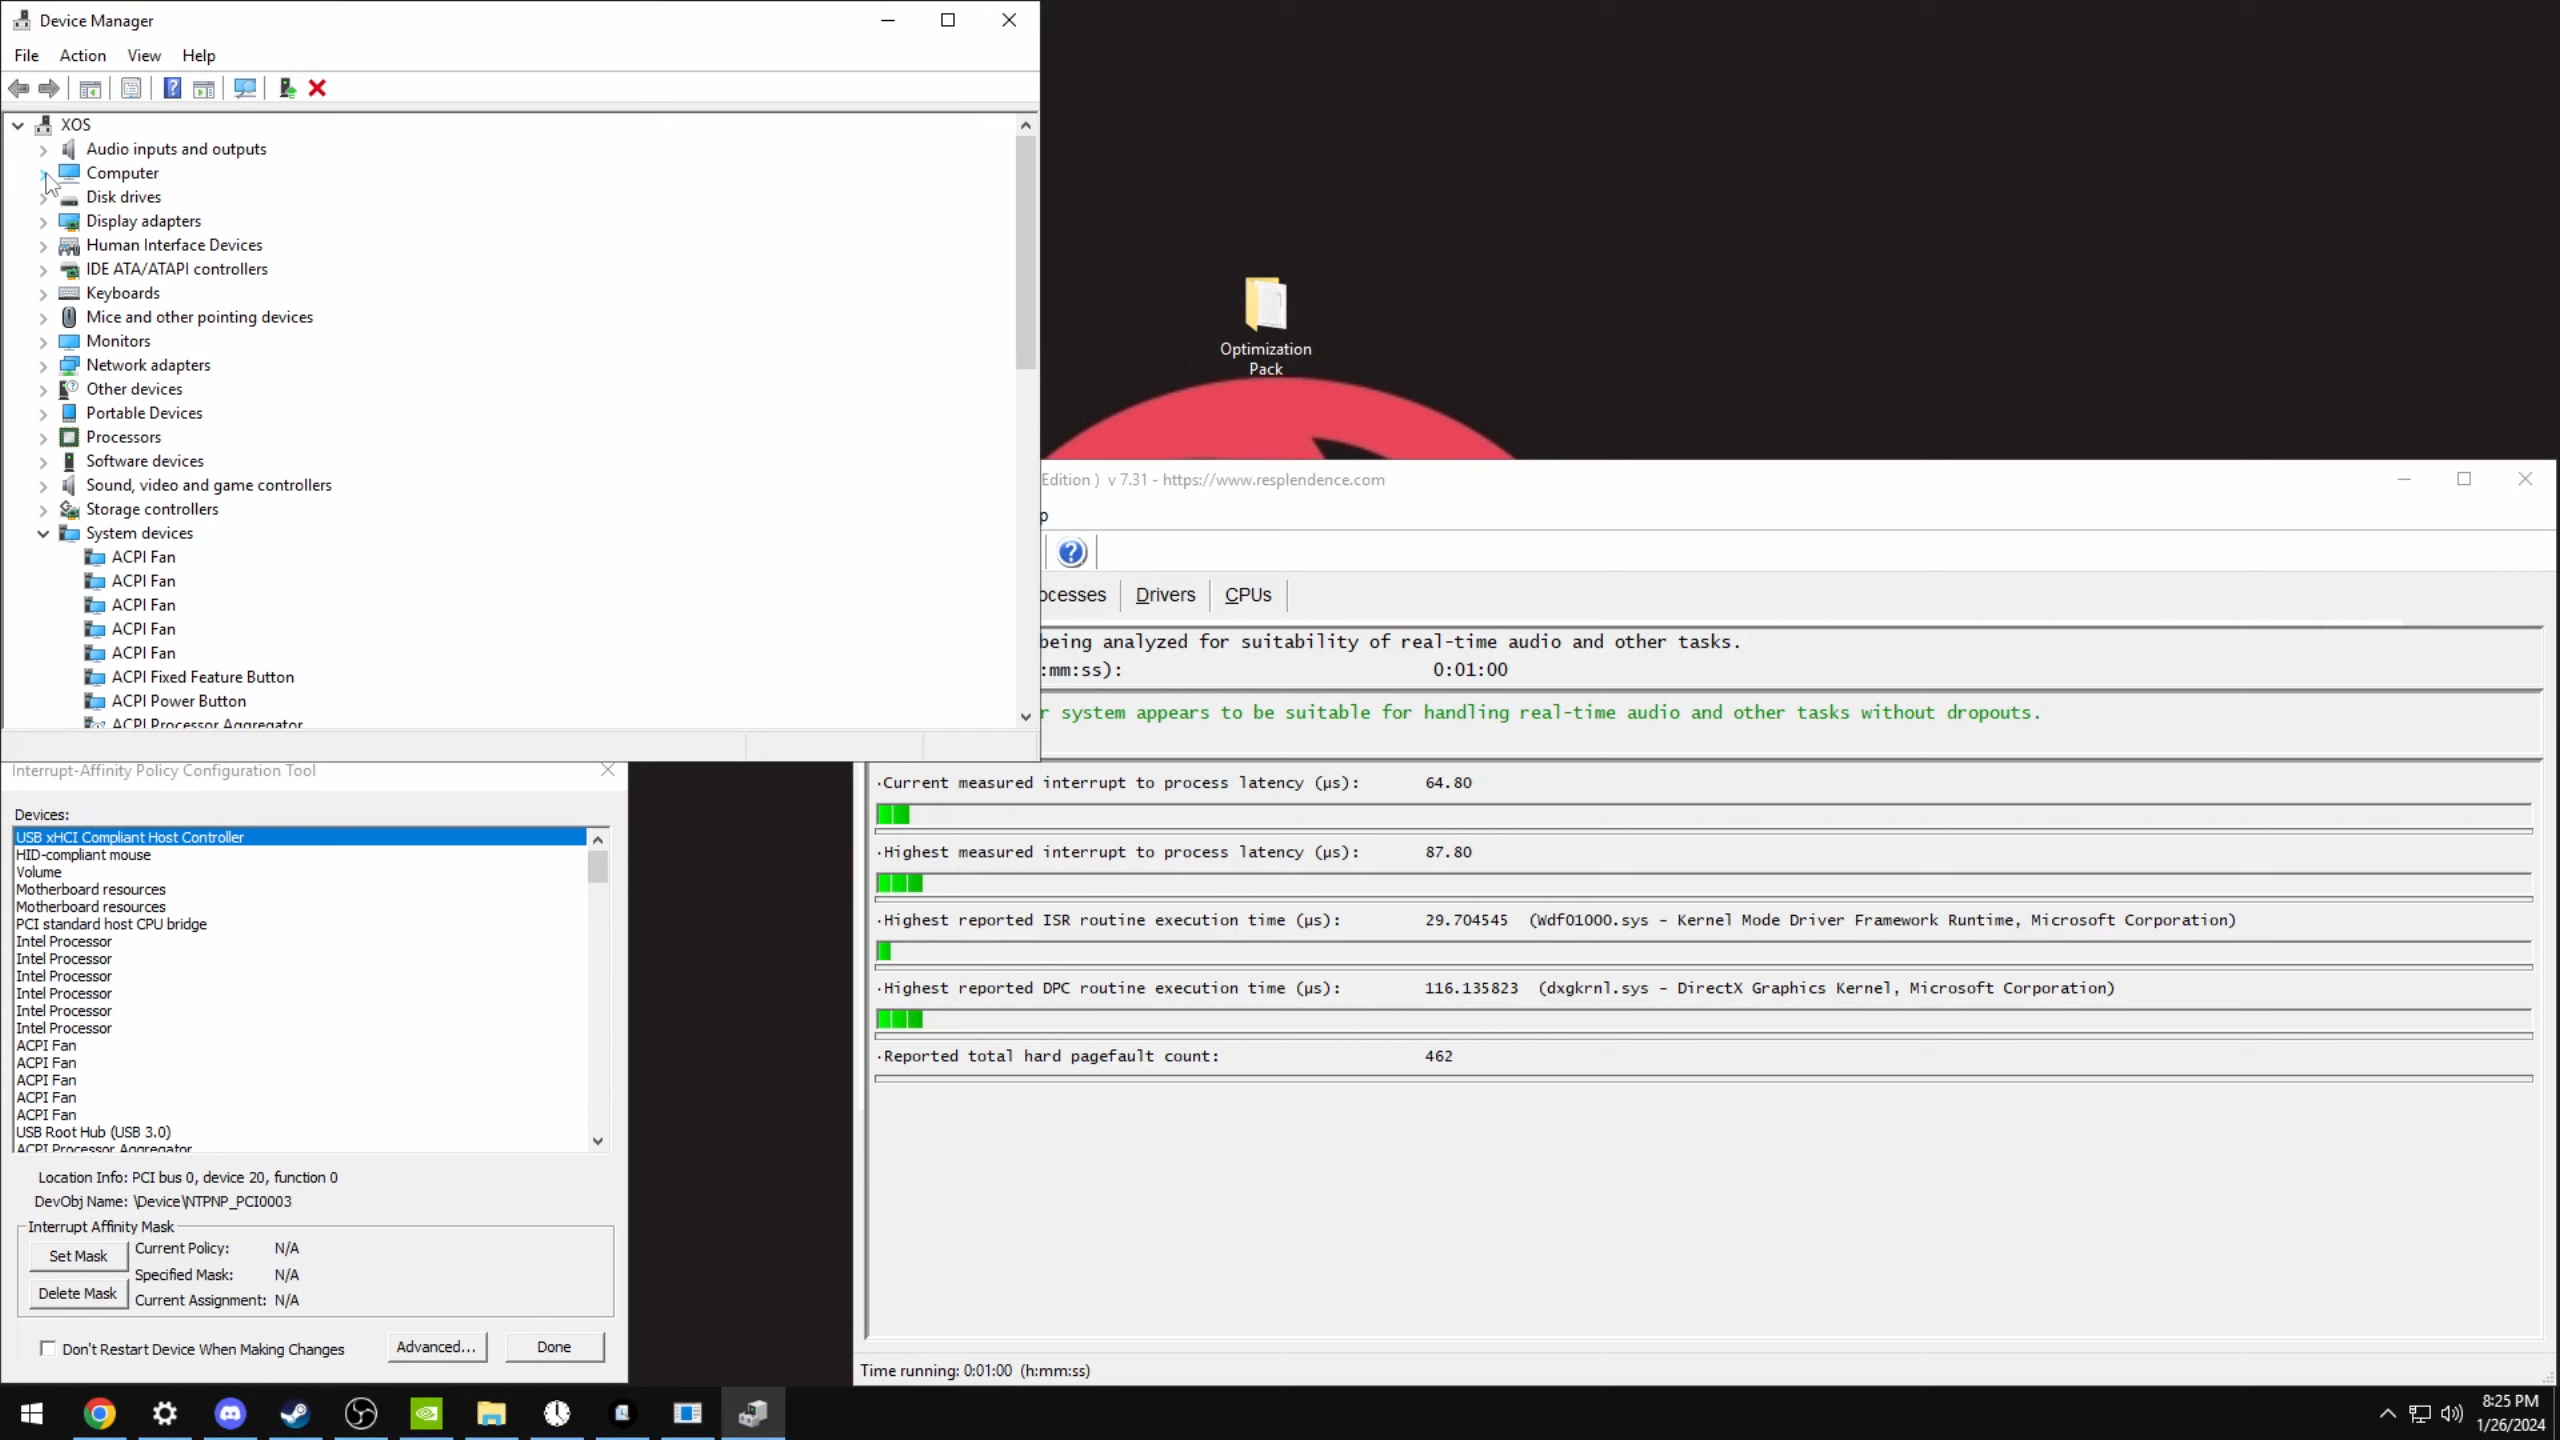 Device Manager
File Action View Help
XOS
Audio inputs and outputs
Computer
Disk drives
Display adapters
Human Interface Devices
IDE ATA/ATAPI controllers
Keyboards
Mice and other pointing devices
Monitors
Network adapters
Other devices
Portable Devices
Processors
Software devices
Sound, video and game controllers
Storage controllers
System devices
ACPI Fan
ACPI Fan
ACPI Fan
ACPI Fan
ACPI Fan
ACPI Fixed Feature Button
ACPI Power Button
ACPI Processor Aggregator
Optimization
Pack
Edition ) v 7.31 - https://www.resplendence.com
p
ocesses Drivers CPUs
being analyzed for suitability of real-time audio and other tasks.
:mm:ss): 0:01:00
r system appears to be suitable for handling real-time audio and other tasks without dropouts.
·Current measured interrupt to process latency (µs): 64.80
·Highest measured interrupt to process latency (µs): 87.80
·Highest reported ISR routine execution time (µs): 29.704545 (Wdf01000.sys - Kernel Mode Driver Framework Runtime, Microsoft Corporation)
·Highest reported DPC routine execution time (µs): 116.135823 (dxgkrnl.sys - DirectX Graphics Kernel, Microsoft Corporation)
·Reported total hard pagefault count: 462
Time running: 0:01:00 (h:mm:ss)
Interrupt-Affinity Policy Configuration Tool
Devices:
USB xHCI Compliant Host Controller
HID-compliant mouse
Volume
Motherboard resources
Motherboard resources
PCI standard host CPU bridge
Intel Processor
Intel Processor
Intel Processor
Intel Processor
Intel Processor
Intel Processor
ACPI Fan
ACPI Fan
ACPI Fan
ACPI Fan
ACPI Fan
USB Root Hub (USB 3.0)
ACPI Processor Aggregator
Location Info: PCI bus 0, device 20, function 0
DevObj Name: \Device\NTPNP_PCI0003
Interrupt Affinity Mask
Set Mask Current Policy: N/A
Specified Mask: N/A
Delete Mask Current Assignment: N/A
Don't Restart Device When Making Changes Advanced... Done
8:25 PM
1/26/2024